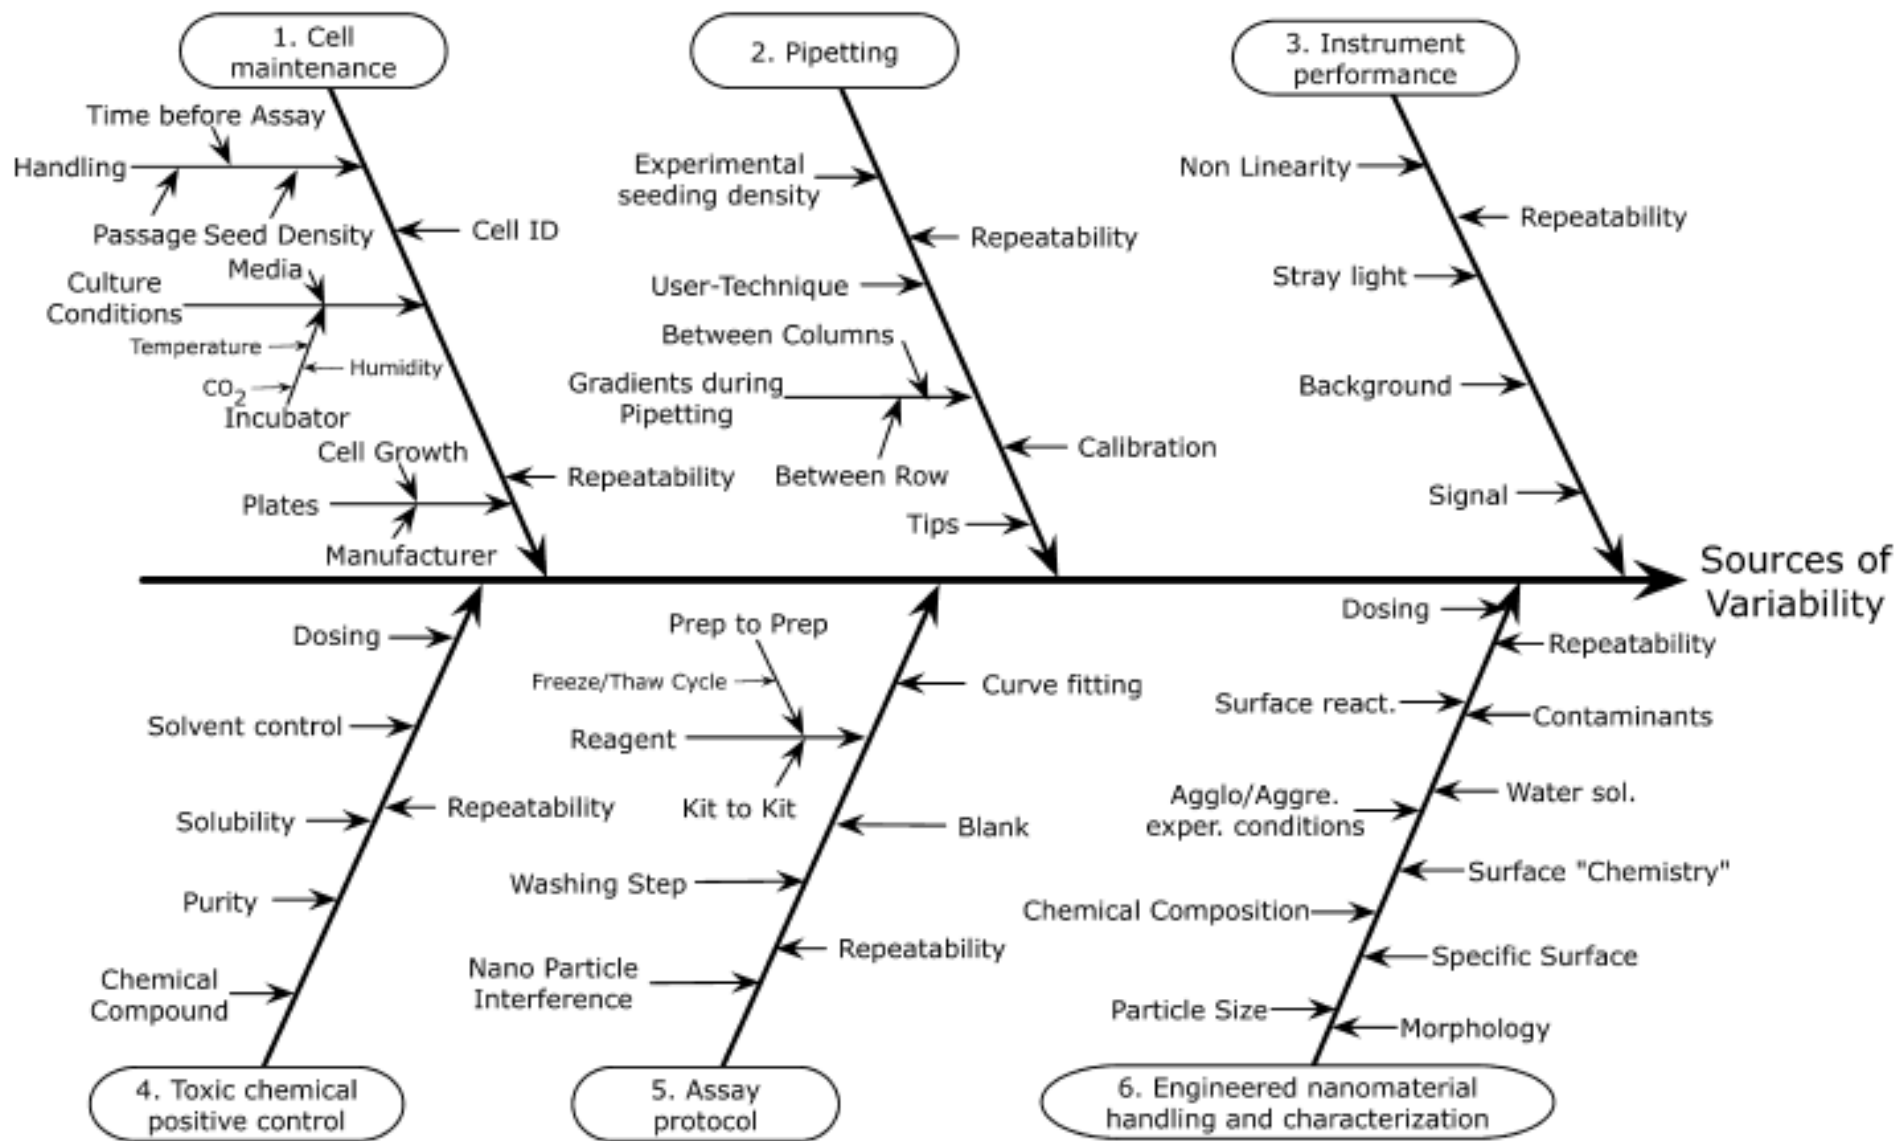 1. Cell
maintenance
Time before Assay
Handling
Passage
Seed Density
Cell ID
Media
Culture
Conditions
Temperature
Humidity
CO2
Incubator
Cell Growth
Repeatability
Plates
Manufacturer
2. Pipetting
Experimental
seeding density
Repeatability
User-Technique
Between Columns
Gradients during
Pipetting
Calibration
Between Row
Tips
3. Instrument
performance
Non Linearity
Repeatability
Stray light
Background
Signal
Sources of
Variability
Dosing
Solvent control
Solubility
Repeatability
Purity
Chemical
Compound
4. Toxic chemical
positive control
Prep to Prep
Freeze/Thaw Cycle
Curve fitting
Reagent
Kit to Kit
Blank
Washing Step
Repeatability
Nano Particle
Interference
5. Assay
protocol
Dosing
Repeatability
Surface react.
Contaminants
Water sol.
Agglo/Aggre.
exper. conditions
Surface "Chemistry"
Chemical Composition
Specific Surface
Particle Size
Morphology
6. Engineered nanomaterial
handling and characterization